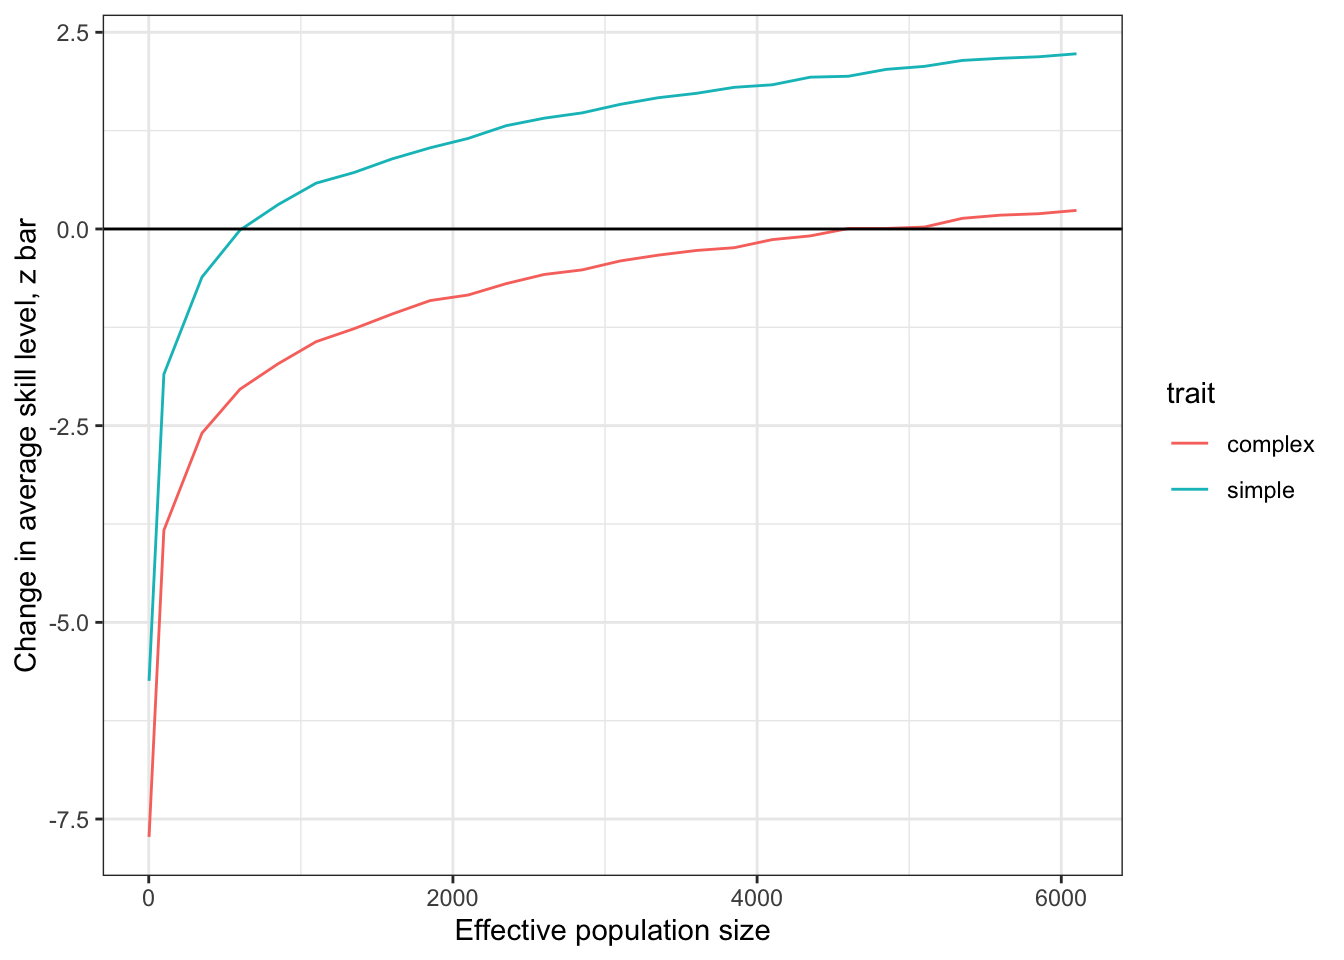 2.5
0.0
-2.5
-5.0
-7.5
Change in average skill level, z bar
0 2000 4000 6000
Effective population size
trait
complex
simple